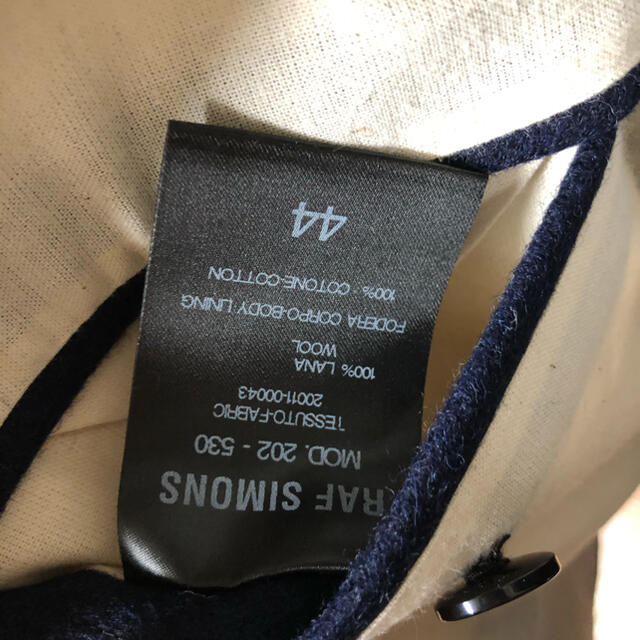 RAF SIMONS
MOD. 202 - 530
TESSUTO-FABRIC
20011-00043
100% LANA
WOOL
FODERA CORPO-BODY LINING
100%- COTONE-COTTON
44